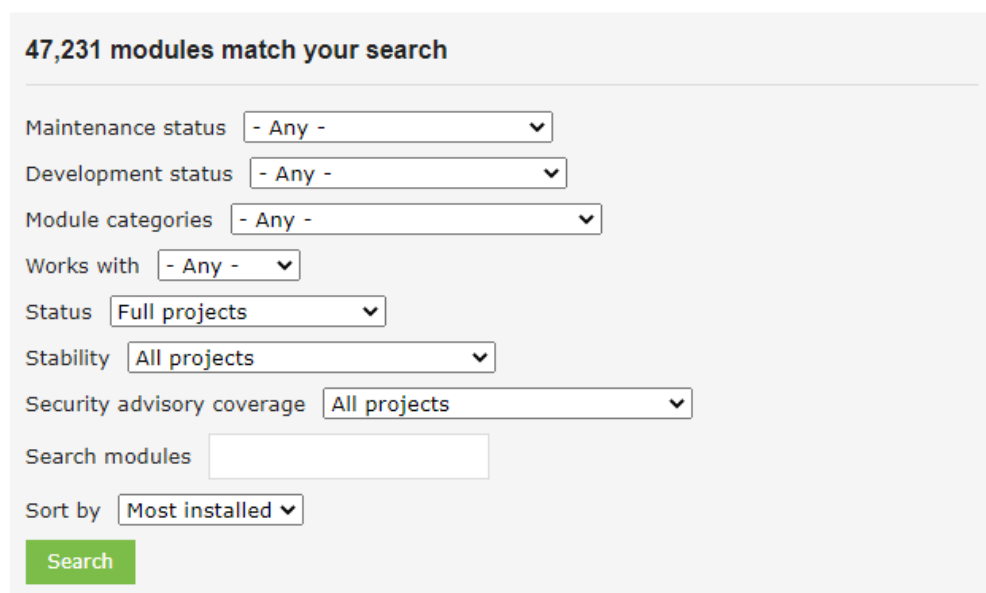 47,231 modules match your search
Maintenance status - Any -
Development status - Any -
Module categories - Any -
Works with - Any -
Status Full projects
Stability All projects
Security advisory coverage All projects
Search modules
Sort by Most installed
Search